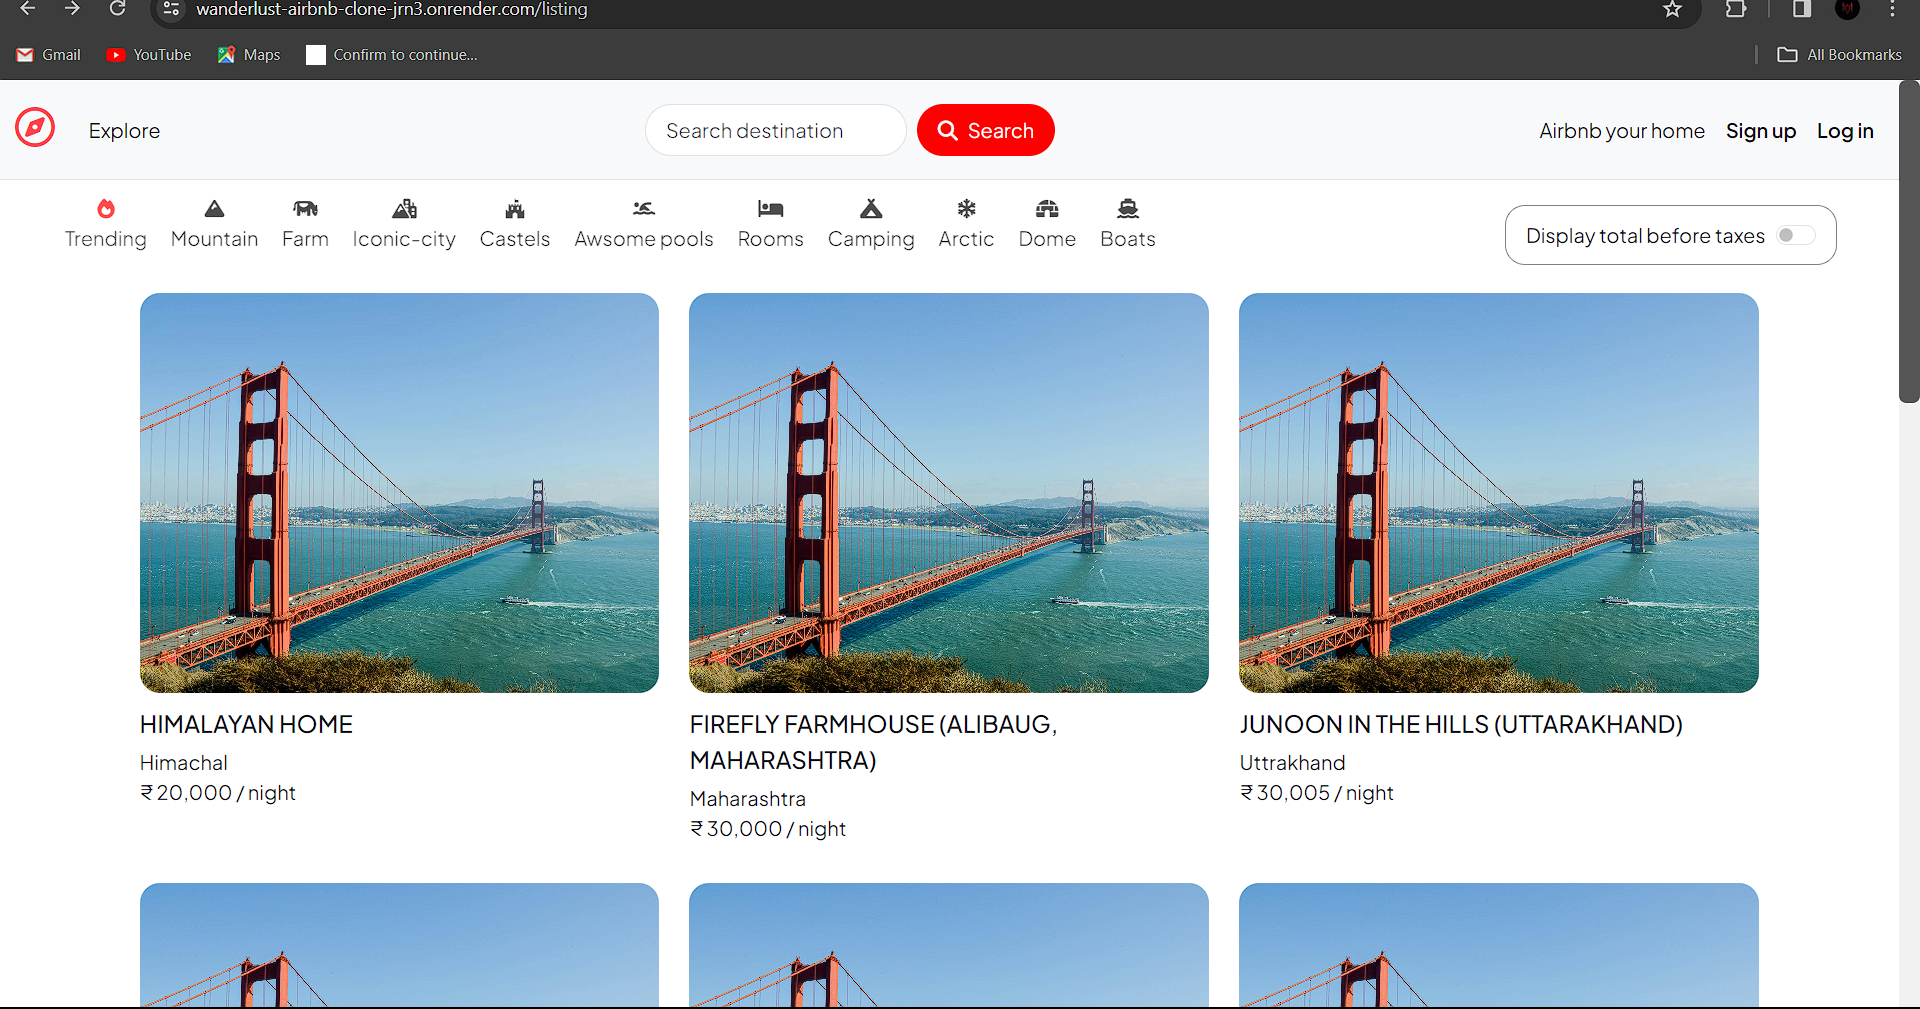 wanderlust-airbnb-clone-jrn3.onrender.com/listing
Gmail YouTube Maps Confirm to continue... All Bookmarks
Explore Search destination Search Airbnb your home Sign up Log in
Trending Mountain Farm Iconic-city Castels Awsome pools Rooms Camping Arctic Dome Boats
Display total before taxes
HIMALAYAN HOME
Himachal
₹ 20,000 / night
FIREFLY FARMHOUSE (ALIBAUG,
MAHARASHTRA)
Maharashtra
₹ 30,000 / night
JUNOON IN THE HILLS (UTTARAKHAND)
Uttrakhand
₹ 30,005 / night